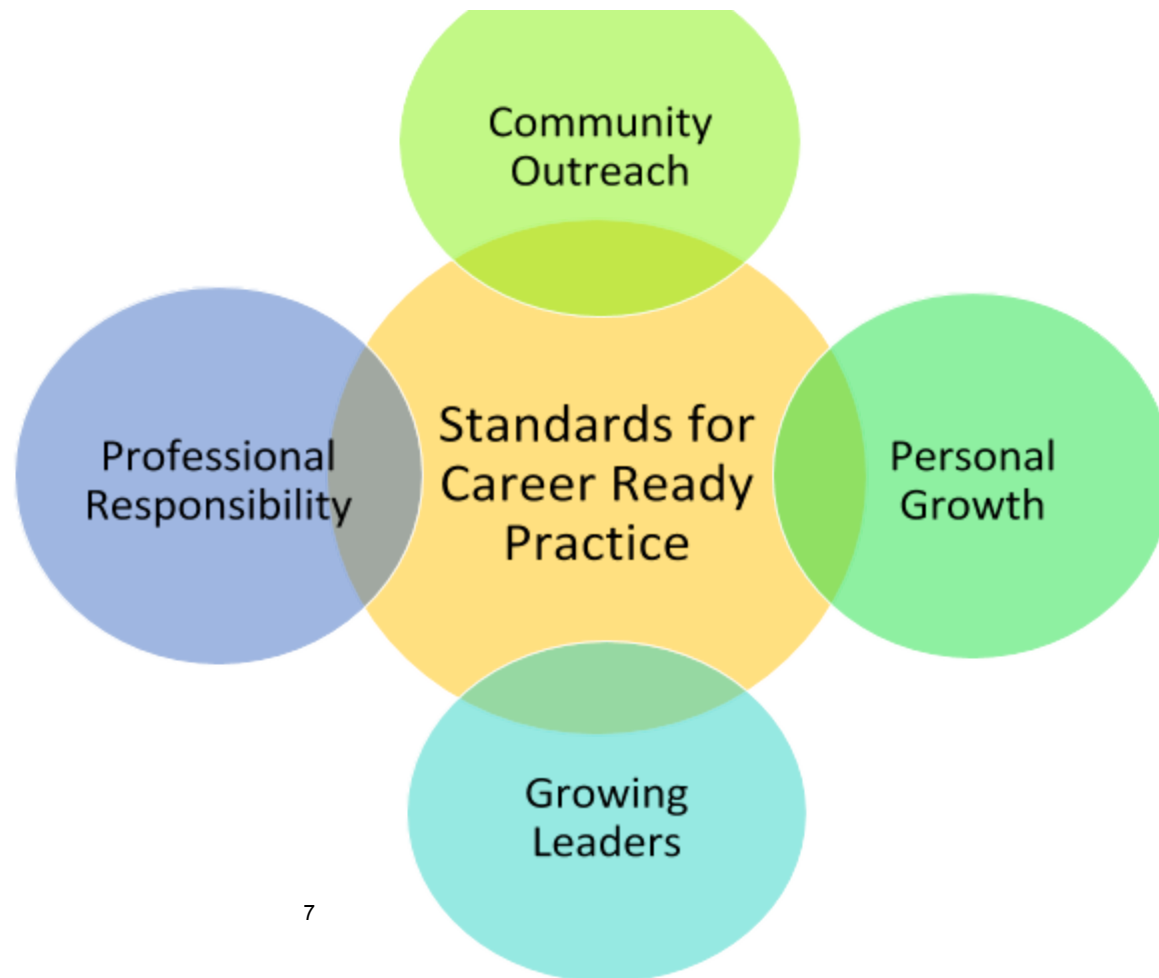 Community
Outreach
Professional
Responsibility
Standards for
Career Ready
Practice
Personal
Growth
Growing
Leaders
7